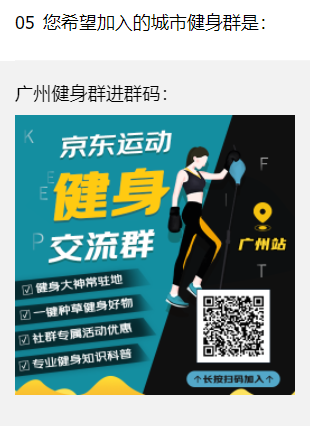 05 您希望加入的城市健身群是：
广州健身群进群码：
京东运动
健身
交流群
KEEP
FIT
广州站
☑ 健身大神常驻地
☑ 一键种草健身好物
☑ 社群专属活动优惠
☑ 专业健身知识科普
↑长按扫码加入↑